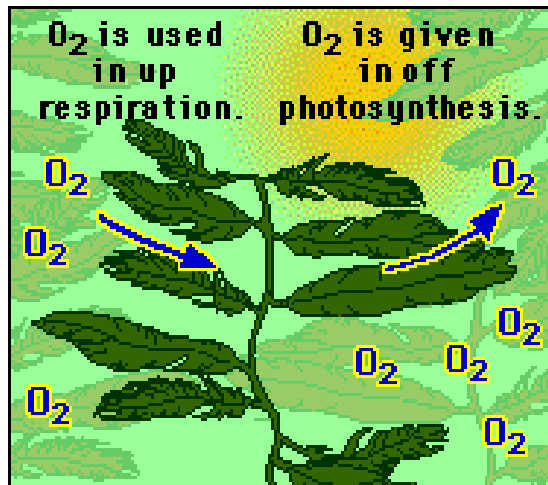 O₂ is used
in up
respiration.
O₂ is given
in off
photosynthesis.
O₂
O₂
O₂
O₂
O₂
O₂
O₂
O₂